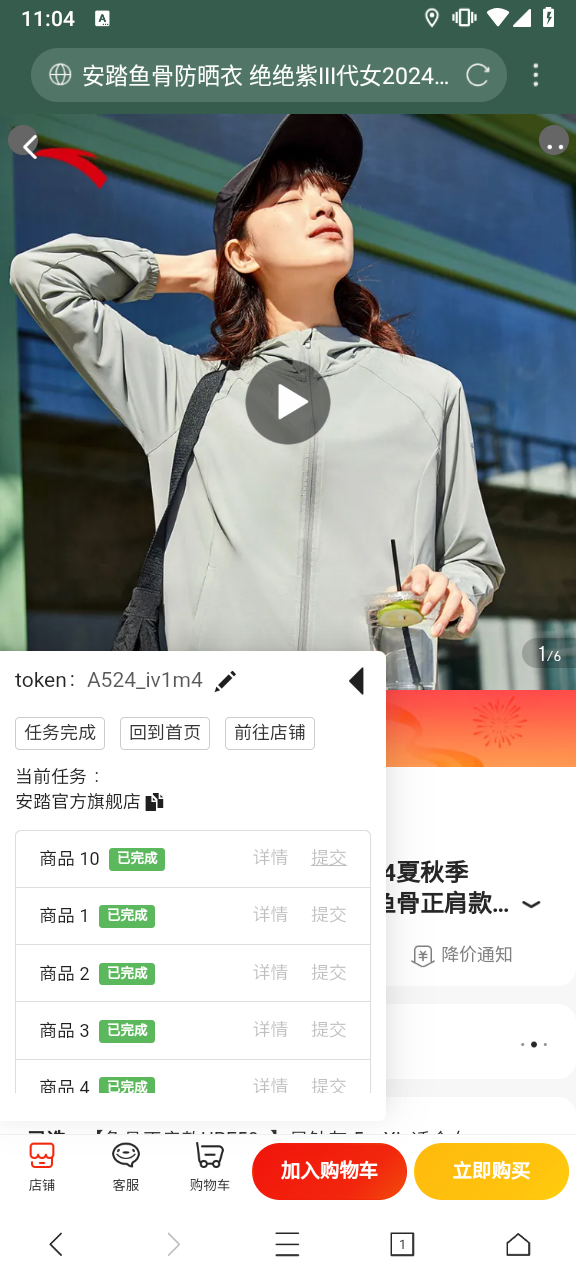 11:04
A
安踏鱼骨防晒衣 绝绝紫III代女2024...
1/6
token： A524_iv1m4
任务完成 回到首页 前往店铺
当前任务 :
安踏官方旗舰店
商品 10 已完成 详情 提交
商品 1 已完成 详情 提交
商品 2 已完成 详情 提交
商品 3 已完成 详情 提交
商品 4 已完成 详情 提交
4夏秋季
鱼骨正肩款...
降价通知
店铺 客服 购物车 加入购物车 立即购买
1